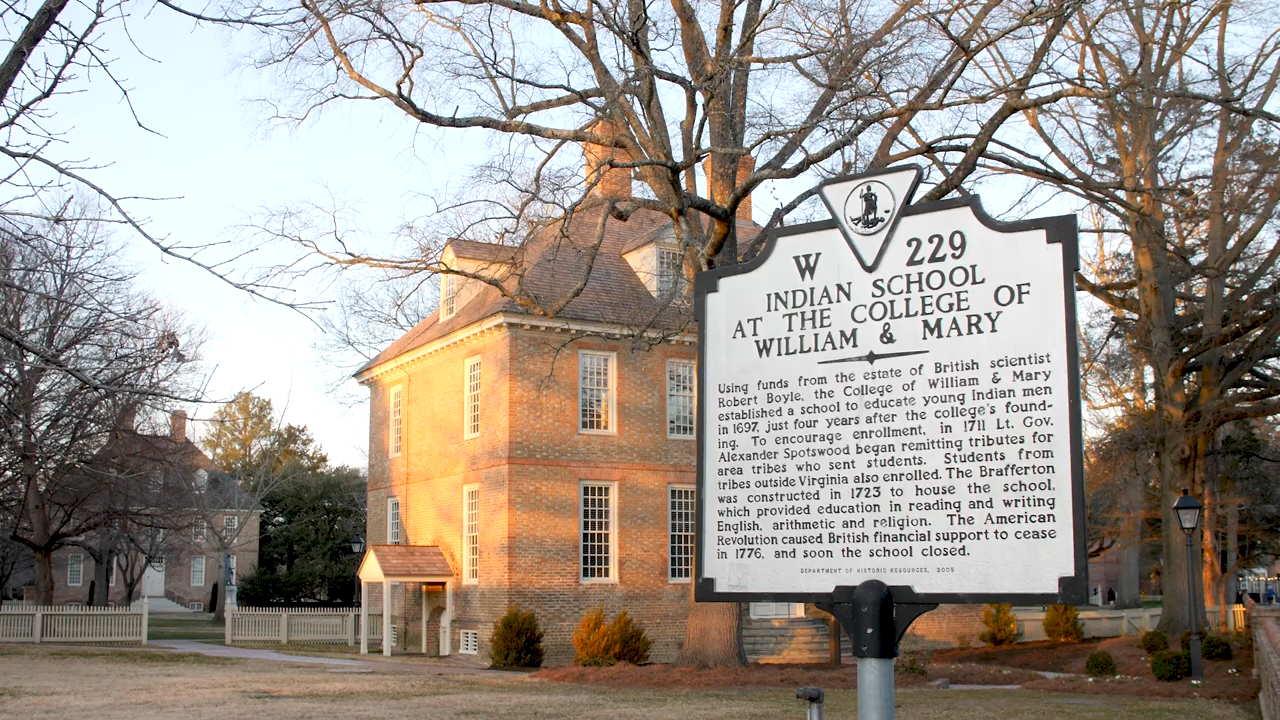 W 229
INDIAN SCHOOL
AT THE COLLEGE OF
WILLIAM & MARY
Using funds from the estate of British scientist
Robert Boyle, the College of William & Mary
established a school to educate young Indian men
in 1697, just four years after the college's found-
ing. To encourage enrollment, in 1711 Lt. Gov.
Alexander Spotswood began remitting tributes for
area tribes who sent students. Students from
tribes outside Virginia also enrolled. The Brafferton
was constructed in 1723 to house the school,
which provided education in reading and writing
English, arithmetic and religion. The American
Revolution caused British financial support to cease
in 1776, and soon the school closed.
DEPARTMENT OF HISTORIC RESOURCES, 2005